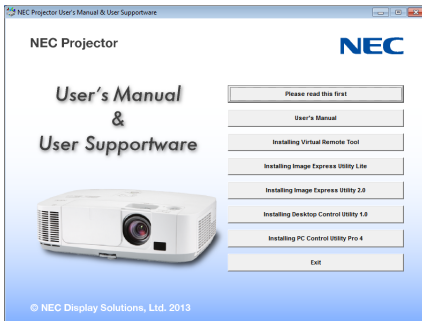 NEC Projector User's Manual & User Supportware
NEC Projector
NEC
User's Manual
&
User Supportware
Please read this first
User's Manual
Installing Virtual Remote Tool
Installing Image Express Utility Lite
Installing Image Express Utility 2.0
Installing Desktop Control Utility 1.0
Installing PC Control Utility Pro 4
Exit
© NEC Display Solutions, Ltd. 2013